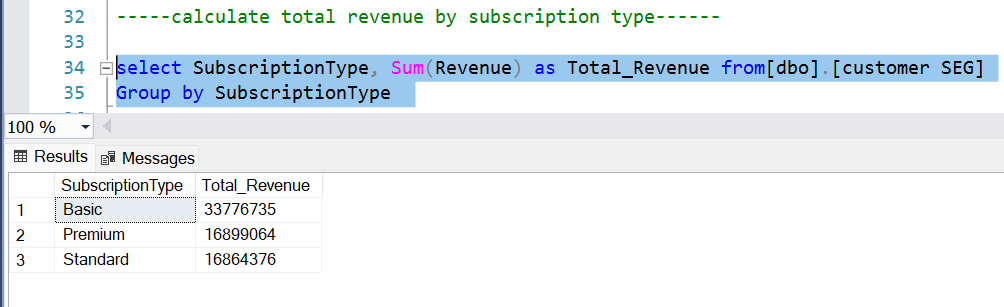 32 -----calculate total revenue by subscription type------
33
34 select SubscriptionType, Sum(Revenue) as Total_Revenue from[dbo].[customer SEG]
35 Group by SubscriptionType
100 %
Results Messages
SubscriptionType Total_Revenue
1 Basic 33776735
2 Premium 16899064
3 Standard 16864376